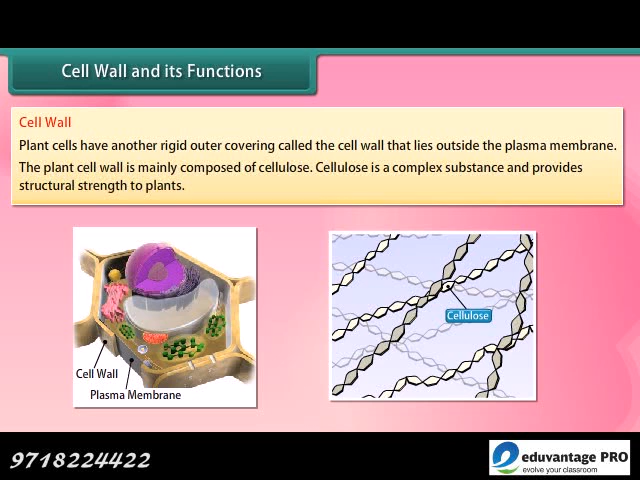 Cell Wall and its Functions
Cell Wall
Plant cells have another rigid outer covering called the cell wall that lies outside the plasma membrane.
The plant cell wall is mainly composed of cellulose. Cellulose is a complex substance and provides
structural strength to plants.
Cellulose
Cell Wall
Plasma Membrane
9718224422
eduvantage PRO
evolve your classroom